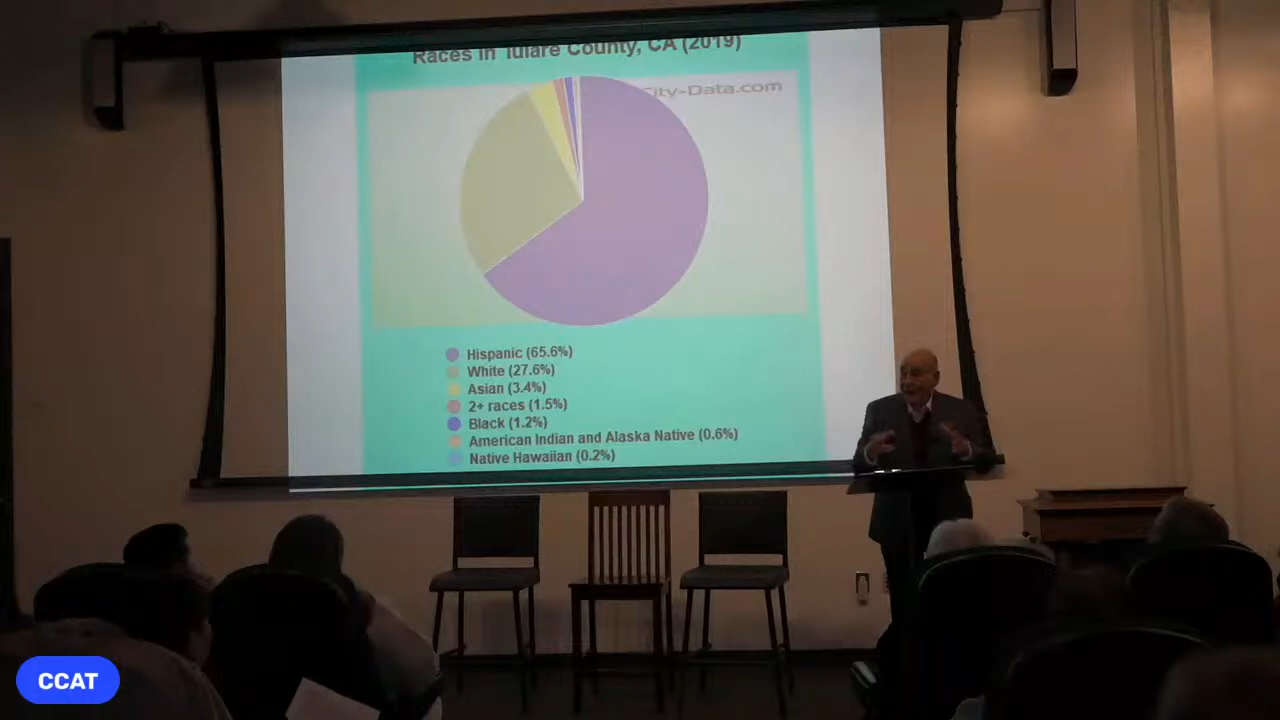 Races in Tulare County, CA (2019)
City-Data.com
Hispanic (65.6%)
White (27.6%)
Asian (3.4%)
2+ races (1.5%)
Black (1.2%)
American Indian and Alaska Native (0.6%)
Native Hawaiian (0.2%)
CCAT